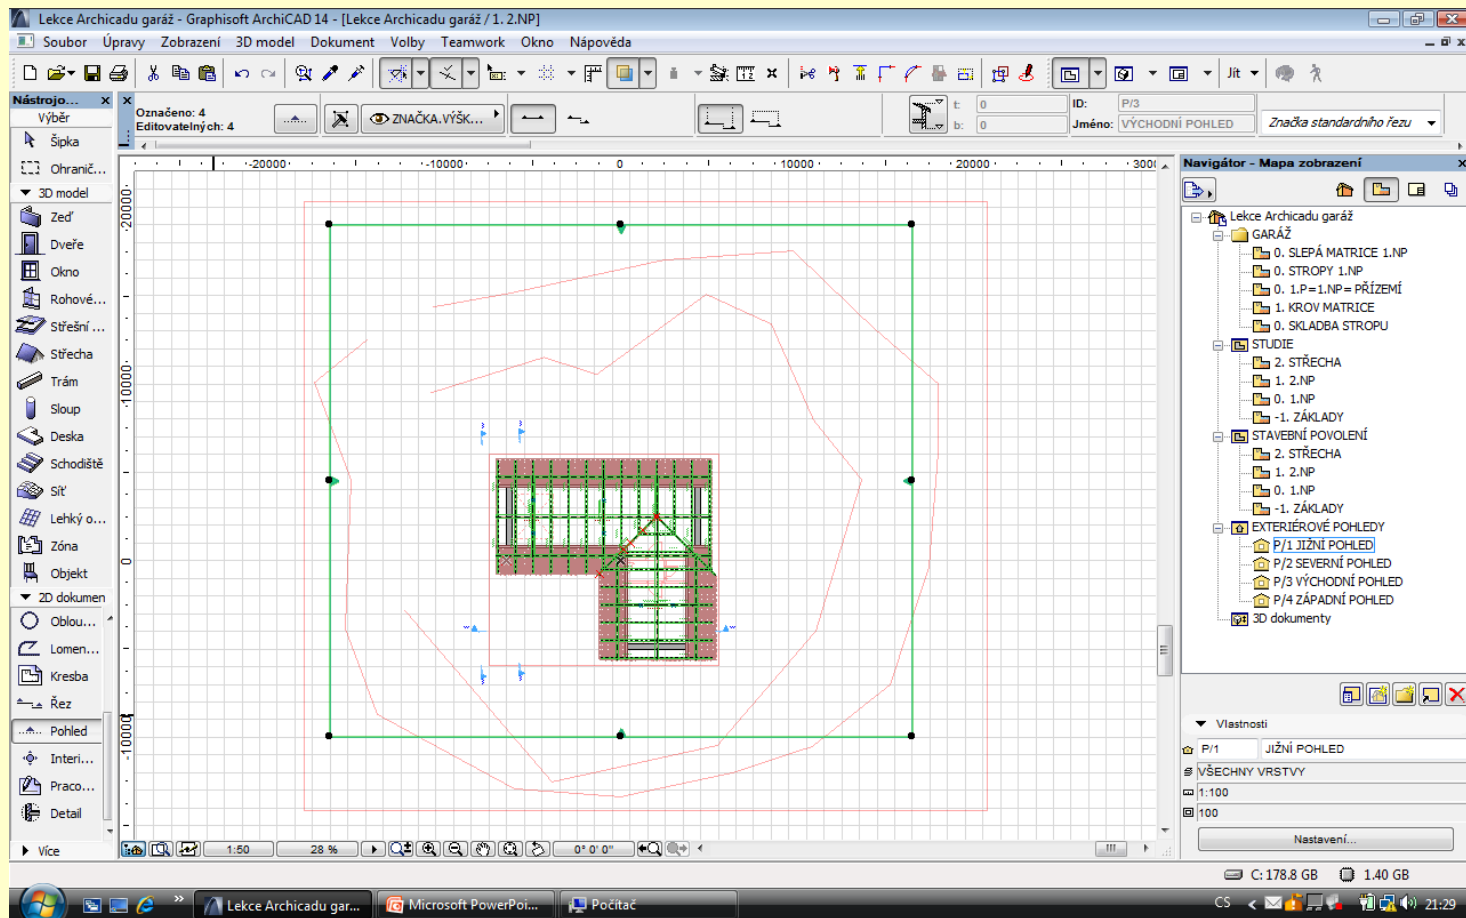 Lekce Archicadu garáž - Graphisoft ArchiCAD 14 - [Lekce Archicadu garáž / 1. 2.NP]
Soubor Úpravy Zobrazení 3D model Dokument Volby Teamwork Okno Nápověda
Jít
Nástrojo... x
Výběr
Šipka
Ohranič...
3D model
Zeď
Dveře
Okno
Rohové...
Střešní ...
Střecha
Trám
Sloup
Deska
Schodiště
Síť
Lehký o...
Zóna
Objekt
2D dokumen
Oblou...
Lomen...
Kresba
Řez
Pohled
Interi...
Praco...
Detail
Více
Označeno: 4
Editovatelných: 4
ZNAČKA.VÝŠK...
t: 0
b: 0
ID: P/3
Jméno: VÝCHODNÍ POHLED
Značka standardního řezu
-20000 -10000 0 10000 20000 3000
20000
10000
0
-10000
1:50 28 % 0° 0' 0"
Navigátor - Mapa zobrazení x
Lekce Archicadu garáž
GARÁŽ
0. SLEPÁ MATRICE 1.NP
0. STROPY 1.NP
0. 1.P=1.NP= PŘÍZEMÍ
1. KROV MATRICE
0. SKLADBA STROPU
STUDIE
2. STŘECHA
1. 2.NP
0. 1.NP
-1. ZÁKLADY
STAVEBNÍ POVOLENÍ
2. STŘECHA
1. 2.NP
0. 1.NP
-1. ZÁKLADY
EXTERIÉROVÉ POHLEDY
P/1 JIŽNÍ POHLED
P/2 SEVERNÍ POHLED
P/3 VÝCHODNÍ POHLED
P/4 ZÁPADNÍ POHLED
3D dokumenty
Vlastnosti
P/1 JIŽNÍ POHLED
VŠECHNY VRSTVY
1:100
100
Nastavení...
C: 178.8 GB 1.40 GB
Lekce Archicadu gar... Microsoft PowerPoi... Počítač
CS 21:29